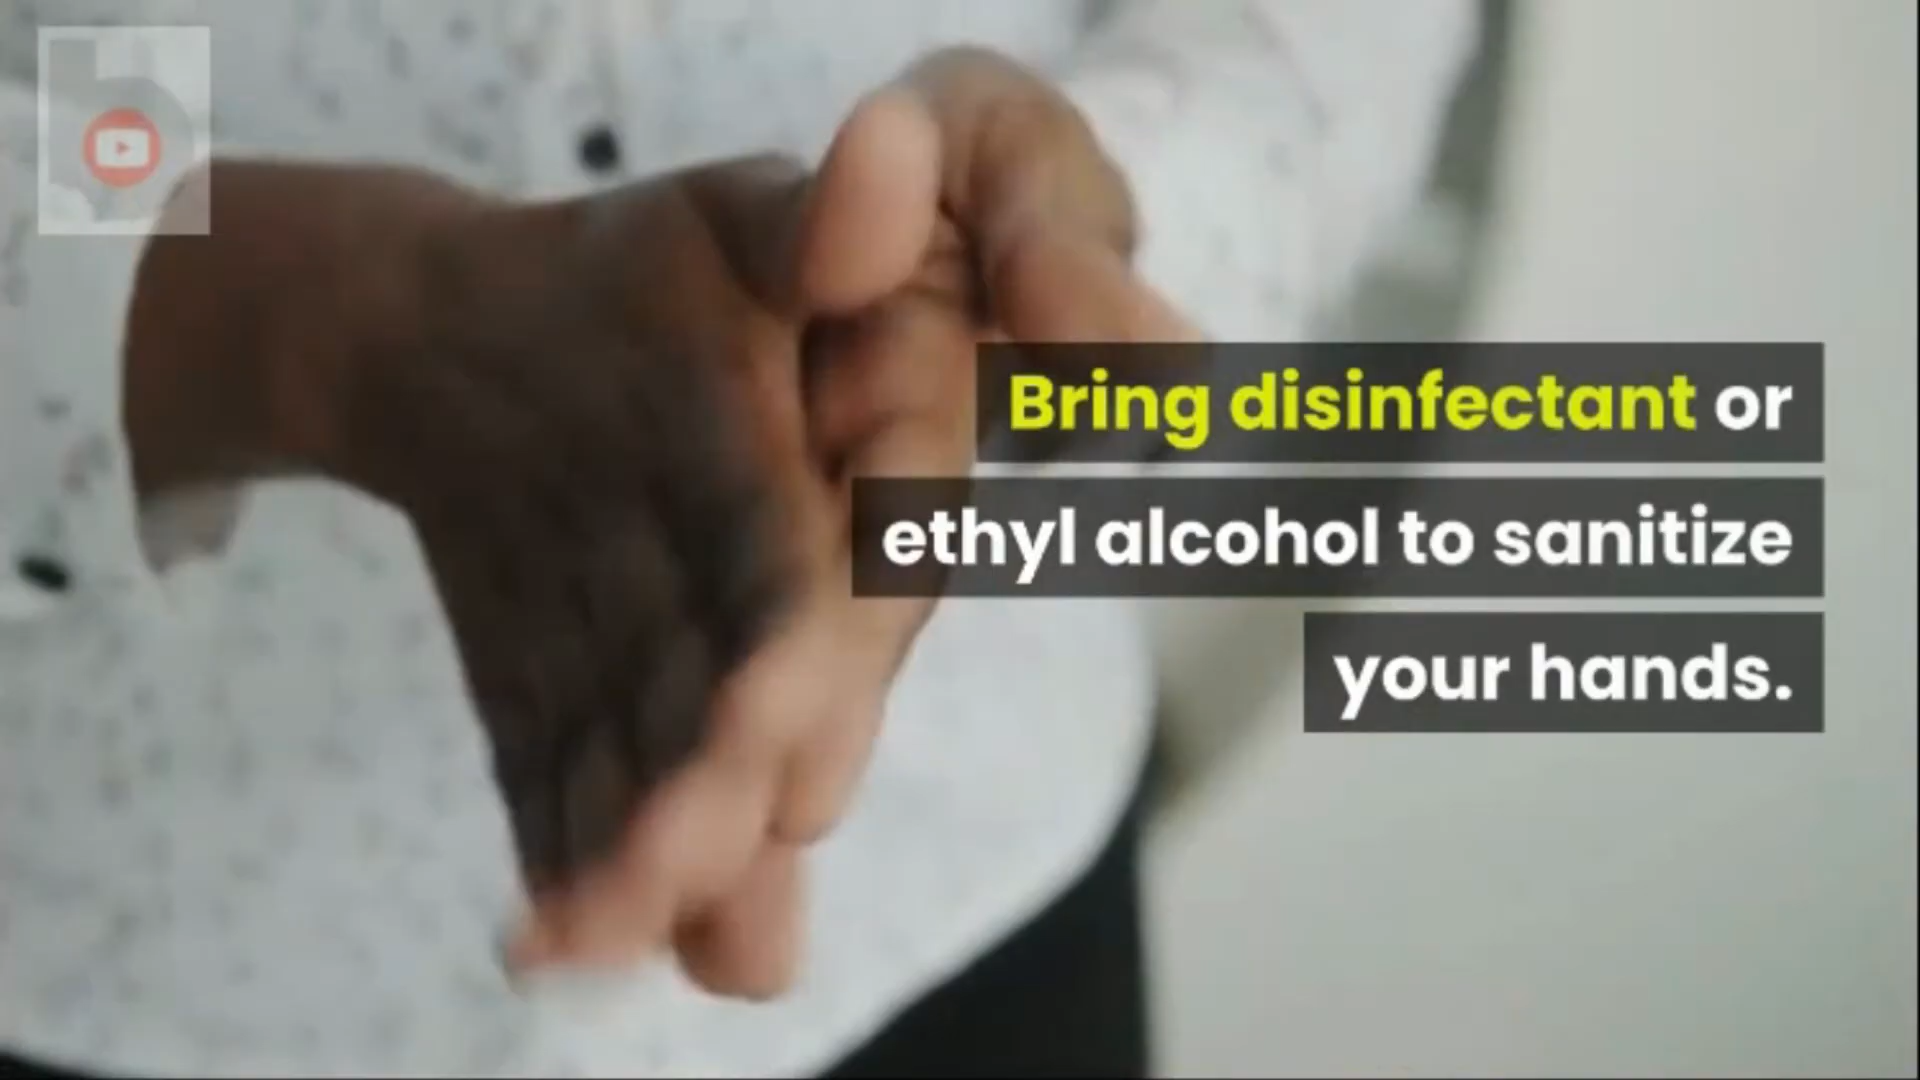 Bring disinfectant or
ethyl alcohol to sanitize
your hands.